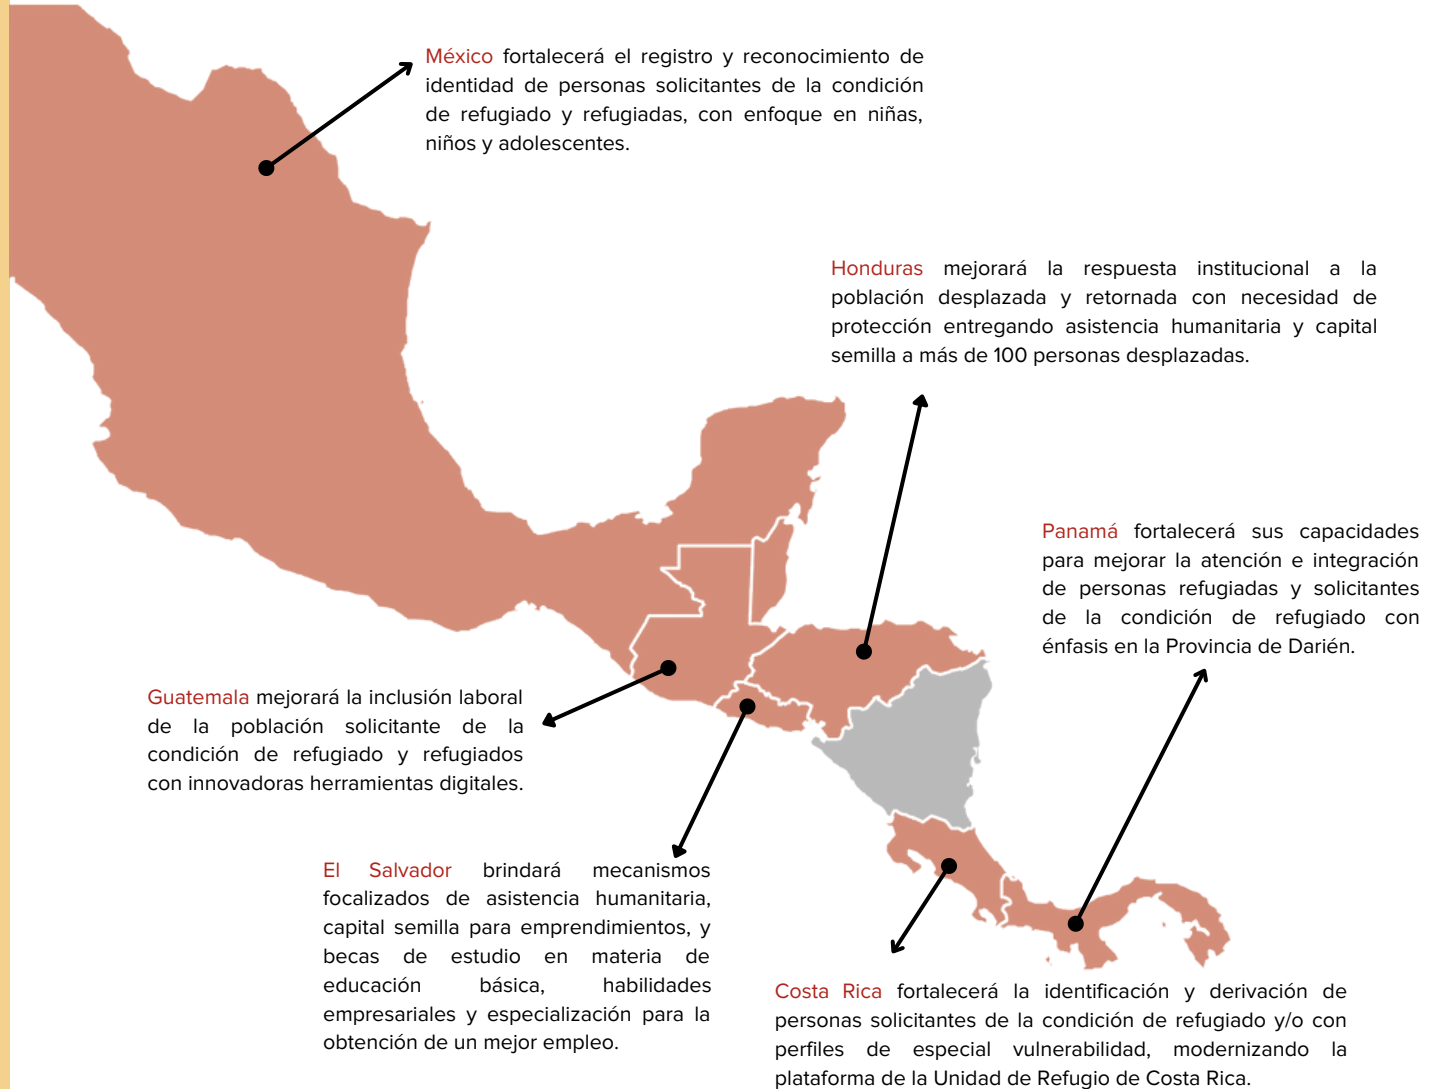 México fortalecerá el registro y reconocimiento de
identidad de personas solicitantes de la condición
de refugiado y refugiadas, con enfoque en niñas,
niños y adolescentes.
Honduras mejorará la respuesta institucional a la
población desplazada y retornada con necesidad de
protección entregando asistencia humanitaria y capital
semilla a más de 100 personas desplazadas.
Panamá fortalecerá sus capacidades
para mejorar la atención e integración
de personas refugiadas y solicitantes
de la condición de refugiado con
énfasis en la Provincia de Darién.
Guatemala mejorará la inclusión laboral
de la población solicitante de la
condición de refugiado y refugiados
con innovadoras herramientas digitales.
El Salvador brindará mecanismos
focalizados de asistencia humanitaria,
capital semilla para emprendimientos, y
becas de estudio en materia de
educación básica, habilidades
empresariales y especialización para la
obtención de un mejor empleo.
Costa Rica fortalecerá la identificación y derivación de
personas solicitantes de la condición de refugiado y/o con
perfiles de especial vulnerabilidad, modernizando la
plataforma de la Unidad de Refugio de Costa Rica.